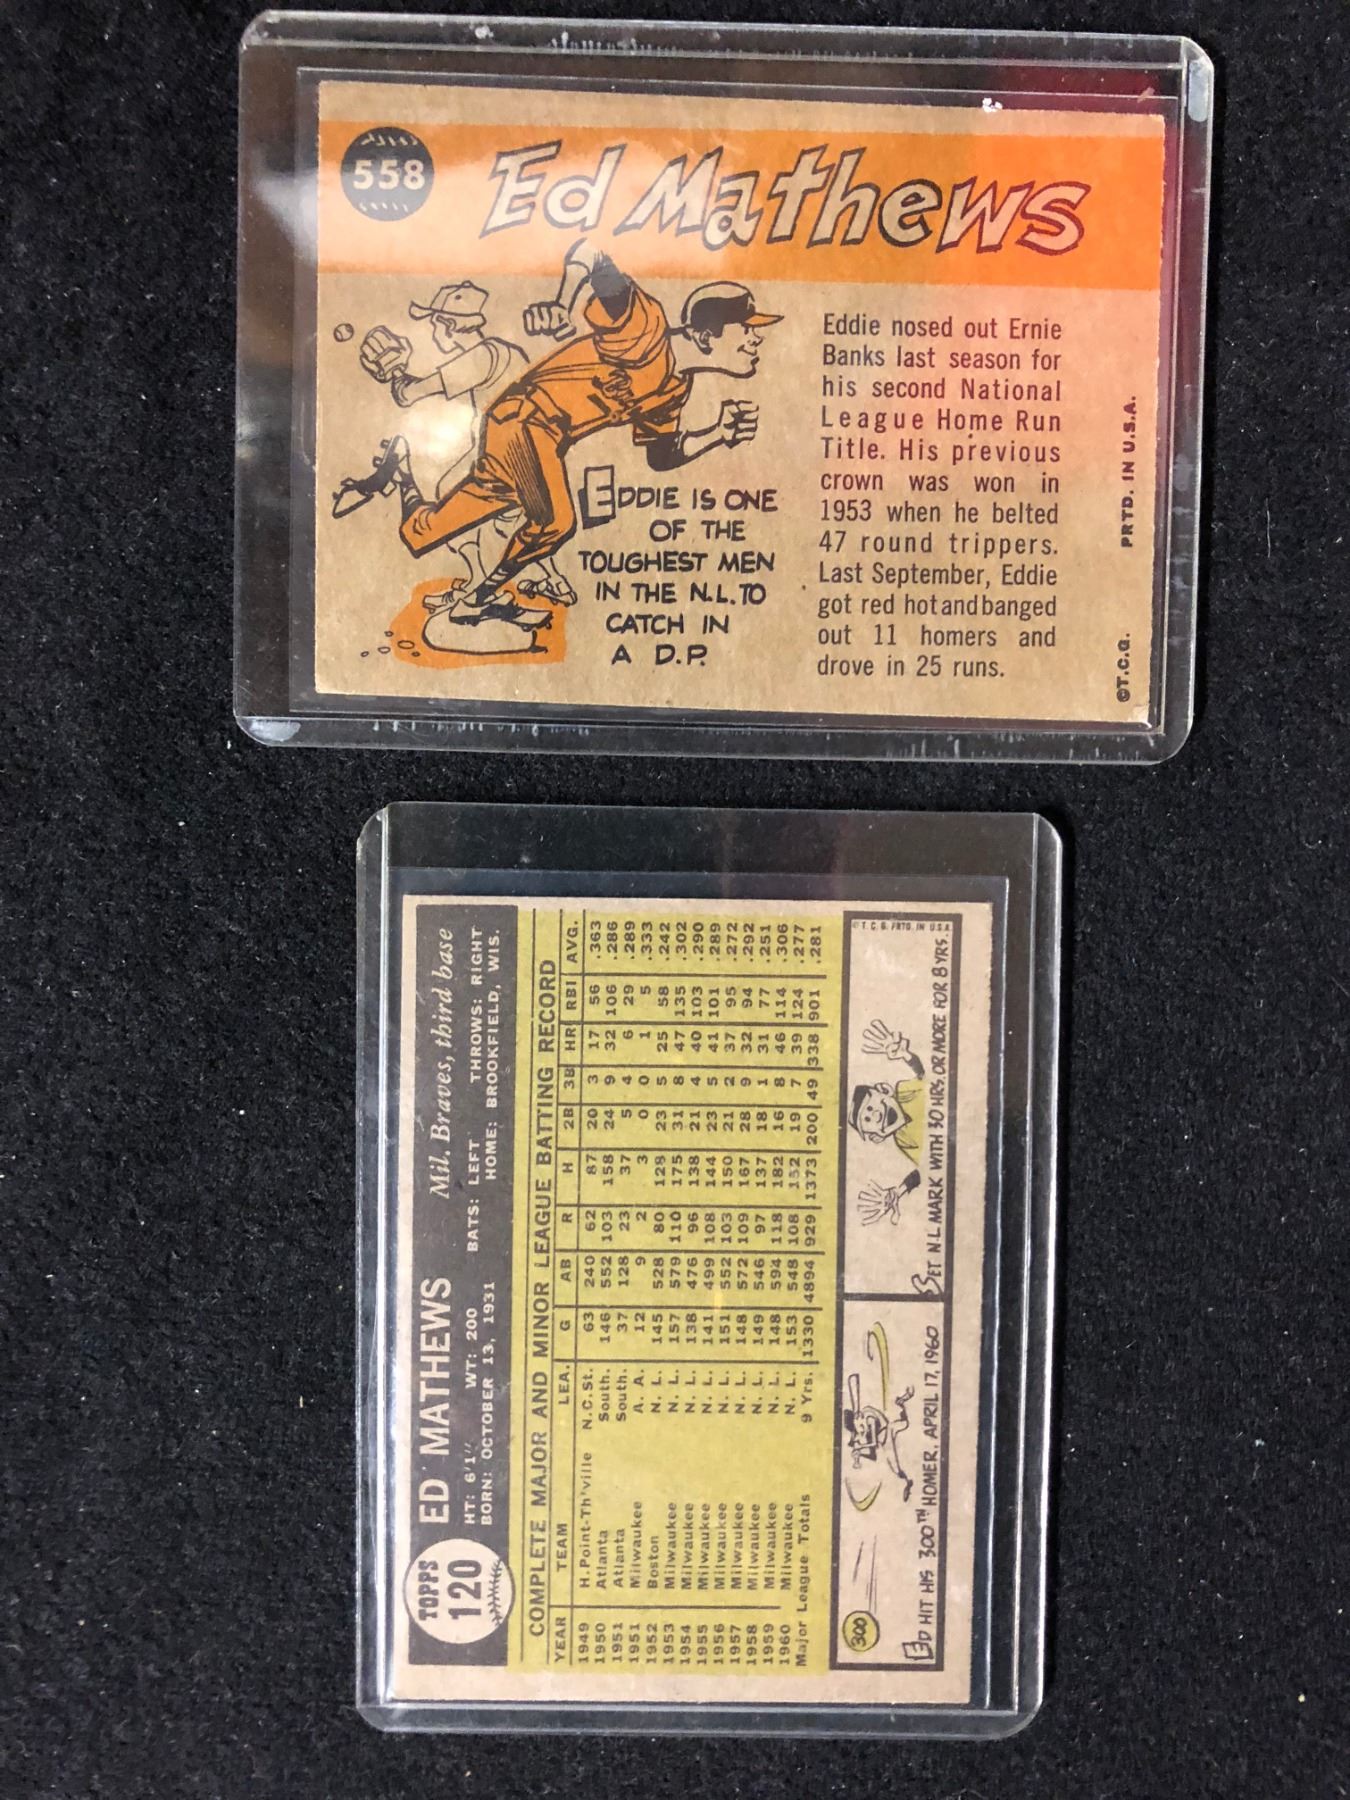 558
Ed Mathews
EDDIE IS ONE
OF THE
TOUGHEST MEN
IN THE N.L. TO
CATCH IN
A D.P.
Eddie nosed out Ernie
Banks last season for
his second National
League Home Run
Title. His previous
crown was won in
1953 when he belted
47 round trippers.
Last September, Eddie
got red hot and banged
out 11 homers and
drove in 25 runs.
©T.C.G. PRTD. IN U.S.A.
TOPPS
120
ED MATHEWS Mil. Braves, third base
HT: 6'1" WT: 200 BATS: LEFT THROWS: RIGHT
BORN: OCTOBER 13, 1931 HOME: BROOKFIELD, WIS.
COMPLETE MAJOR AND MINOR LEAGUE BATTING RECORD
YEAR TEAM LEA. G AB R H 2B 3B HR RBI AVG.
1949 H.Point-Th'ville N.C.St. 63 240 62 87 20 3 17 56 .363
1950 Atlanta South. 146 552 103 158 24 9 32 106 .286
1951 Atlanta South. 37 128 23 37 5 4 6 29 .289
1951 Milwaukee A. A. 12 9 2 3 0 0 1 5 .333
1952 Boston N. L. 145 528 80 128 23 5 25 58 .242
1953 Milwaukee N. L. 157 579 110 175 31 8 47 135 .302
1954 Milwaukee N. L. 138 476 96 138 21 4 40 103 .290
1955 Milwaukee N. L. 141 499 108 144 23 5 41 101 .289
1956 Milwaukee N. L. 151 552 103 150 21 2 37 95 .272
1957 Milwaukee N. L. 148 572 109 167 28 9 32 94 .292
1958 Milwaukee N. L. 149 546 97 137 18 1 31 77 .251
1959 Milwaukee N. L. 148 594 118 182 16 8 46 114 .306
1960 Milwaukee N. L. 153 548 108 152 19 7 39 124 .277
Major League Totals 9 Yrs. 1330 4894 929 1373 200 49 338 901 .281
300
ED HIT HIS 300TH HOMER, APRIL 17, 1960
SET N.L. MARK WITH 30 HRS. OR MORE FOR 8 YRS.
© T. C. G. PRTD. IN U.S.A.